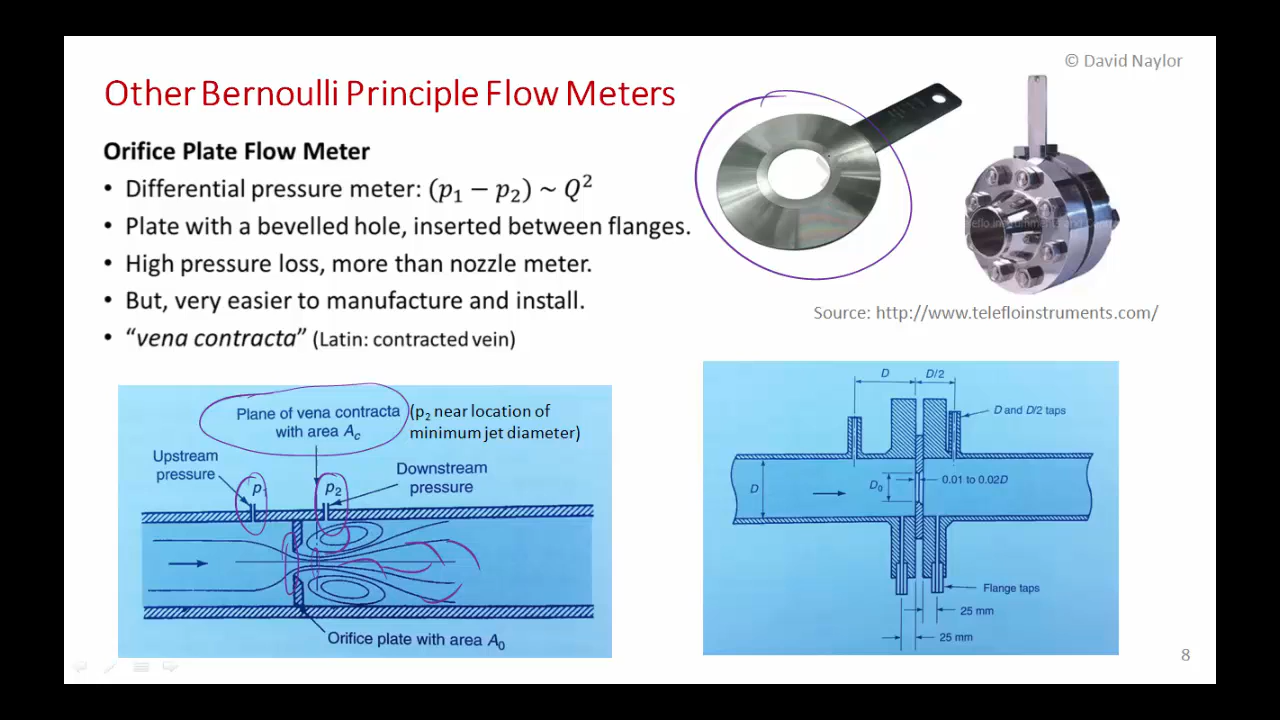 © David Naylor
Other Bernoulli Principle Flow Meters
Orifice Plate Flow Meter
• Differential pressure meter: (p₁ − p₂) ~ Q²
• Plate with a bevelled hole, inserted between flanges.
• High pressure loss, more than nozzle meter.
• But, very easier to manufacture and install.
• “vena contracta” (Latin: contracted vein)
Source: http://www.telefloinstruments.com/
Plane of vena contracta
with area Ac
(p₂ near location of
minimum jet diameter)
Upstream
pressure
p₁
p₂
Downstream
pressure
Orifice plate with area A₀
D
D/2
D and D/2 taps
D
D₀
0.01 to 0.02D
Flange taps
25 mm
25 mm
8